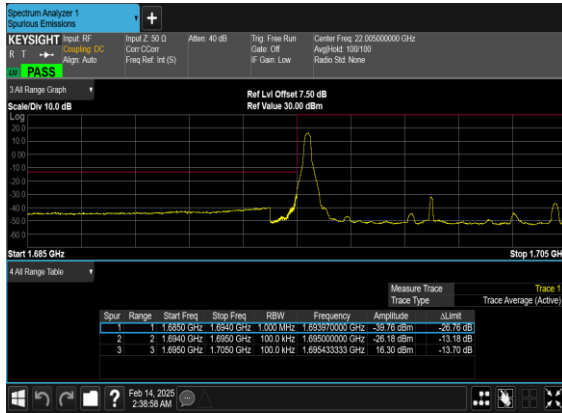 Spectrum Analyzer 1
Spurious Emissions
+
KEYSIGHT Input: RF
R T Coupling: DC
Align: Auto
LXI PASS
Input Z: 50 Ω
Corr CCorr
Freq Ref: Int (S)
Atten: 40 dB
Trig: Free Run
Gate: Off
IF Gain: Low
Center Freq: 22.005000000 GHz
Avg|Hold: 100/100
Radio Std: None
3 All Range Graph
Scale/Div 10.0 dB
Ref Lvl Offset 7.50 dB
Ref Value 30.00 dBm
Log
20.0
10.0
0.00
-10.0
-20.0
-30.0
-40.0
-50.0
-60.0
Start 1.685 GHz
Stop 1.705 GHz
4 All Range Table
Measure Trace Trace 1
Trace Type Trace Average (Active)
Spur Range Start Freq Stop Freq RBW Frequency Amplitude ΔLimit
1 1 1.6850 GHz 1.6940 GHz 1.000 MHz 1.693970000 GHz -39.76 dBm -26.76 dB
2 2 1.6940 GHz 1.6950 GHz 100.0 kHz 1.695000000 GHz -26.18 dBm -13.18 dB
3 3 1.6950 GHz 1.7050 GHz 100.0 kHz 1.695433333 GHz 16.30 dBm -13.70 dB
?
Feb 14, 2025
2:38:58 AM